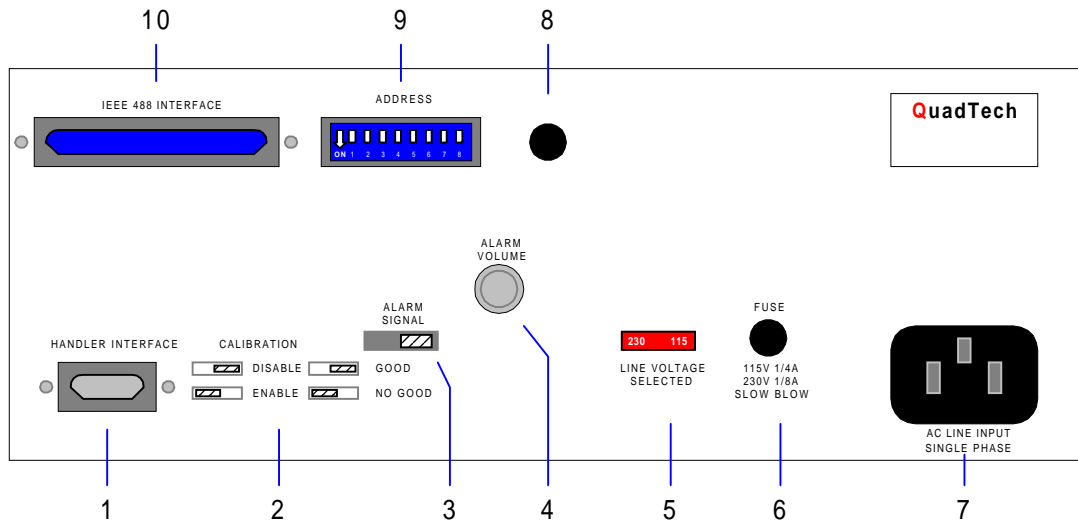 10
9
8
IEEE 488 INTERFACE
ADDRESS
QuadTech
ON 1 2 3 4 5 6 7 8
ALARM
VOLUME
ALARM
SIGNAL
FUSE
HANDLER INTERFACE
CALIBRATION
230 115
DISABLE
GOOD
ENABLE
NO GOOD
LINE VOLTAGE
SELECTED
115V 1/4A
230V 1/8A
SLOW BLOW
AC LINE INPUT
SINGLE PHASE
1
2
3
4
5
6
7